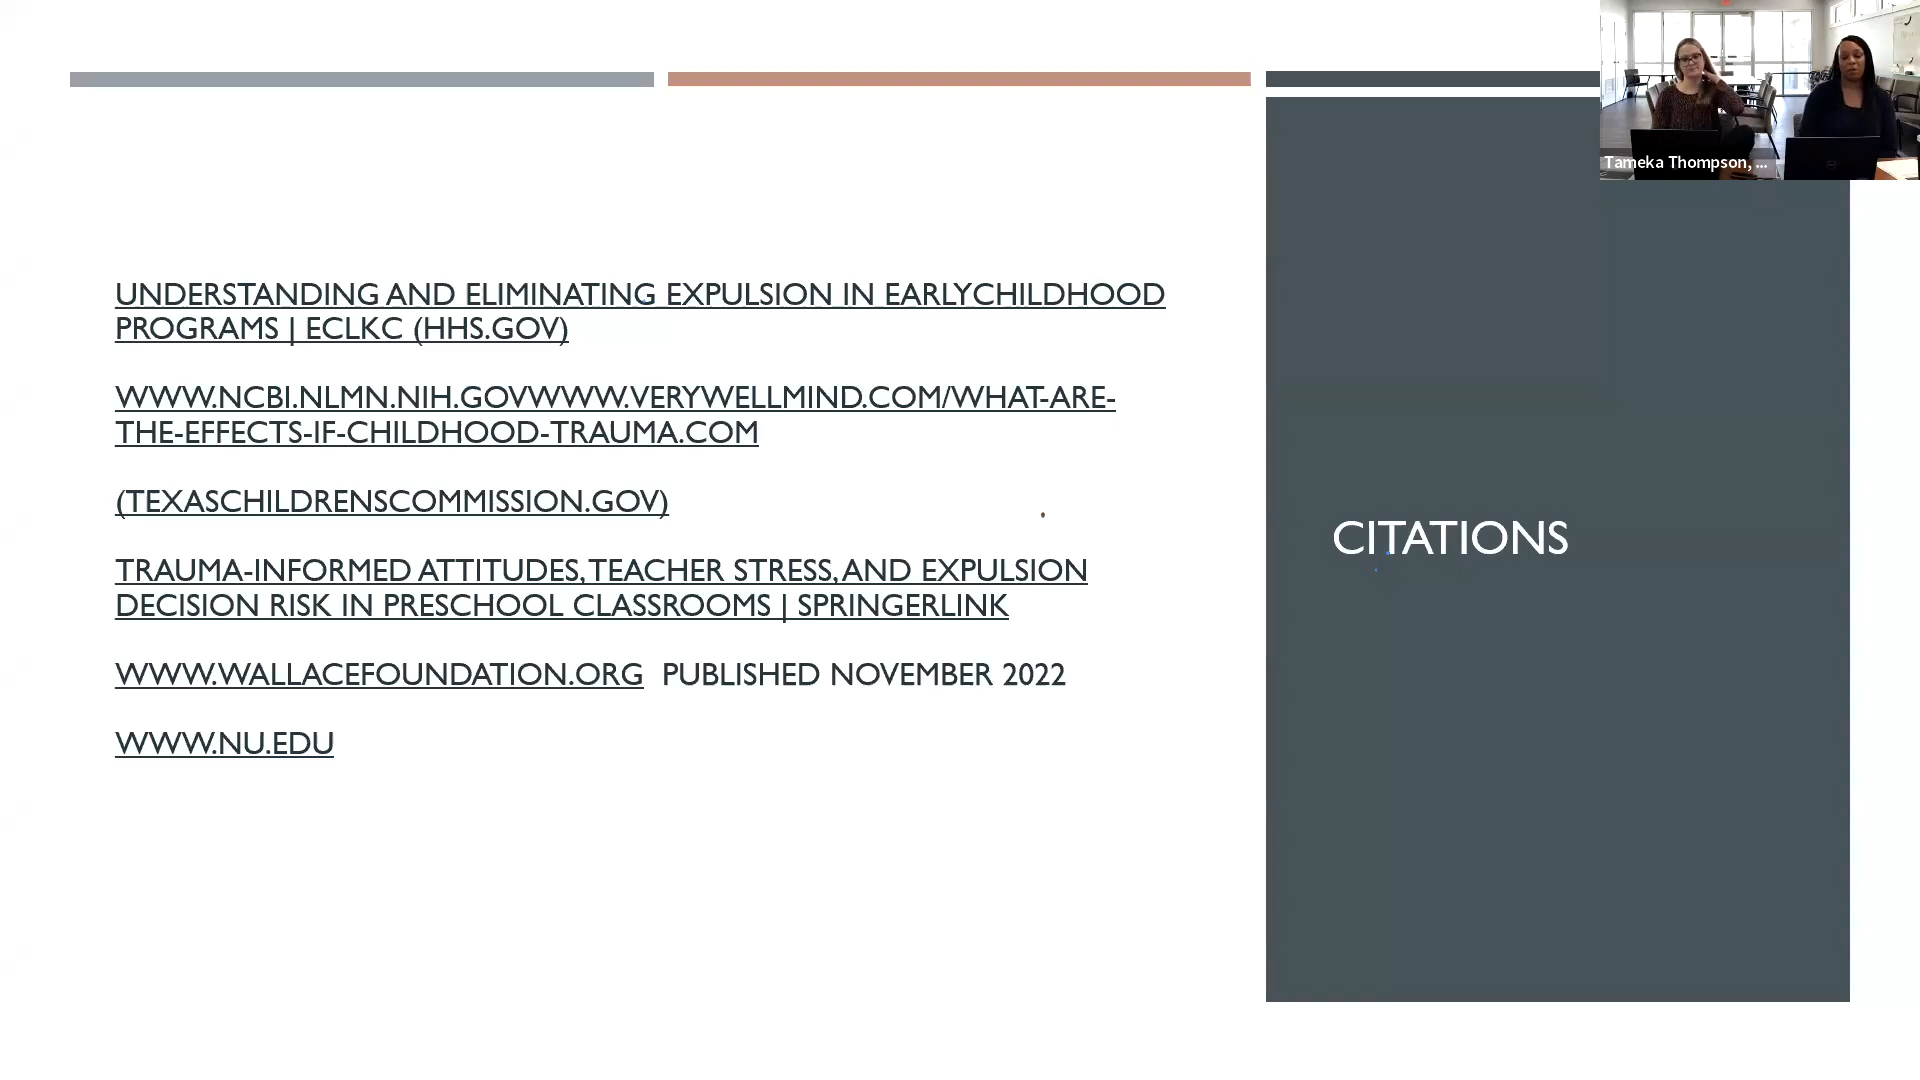 Tameka Thompson, ...
UNDERSTANDING AND ELIMINATING EXPULSION IN EARLYCHILDHOOD
PROGRAMS | ECLKC (HHS.GOV)
WWW.NCBI.NLMN.NIH.GOVWWW.VERYWELLMIND.COM/WHAT-ARE-
THE-EFFECTS-IF-CHILDHOOD-TRAUMA.COM
(TEXASCHILDRENSCOMMISSION.GOV)
TRAUMA-INFORMED ATTITUDES, TEACHER STRESS, AND EXPULSION
DECISION RISK IN PRESCHOOL CLASSROOMS | SPRINGERLINK
WWW.WALLACEFOUNDATION.ORG PUBLISHED NOVEMBER 2022
WWW.NU.EDU
CITATIONS